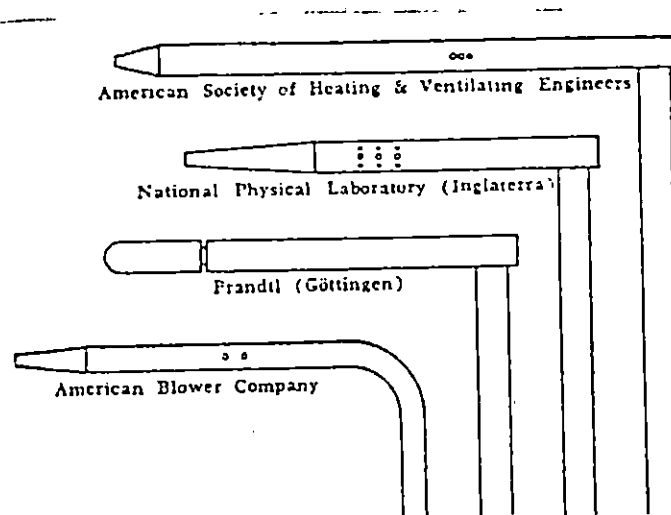 American Society of Heating & Ventilating Engineers
National Physical Laboratory (Inglaterra)
Prandtl (Göttingen)
American Blower Company